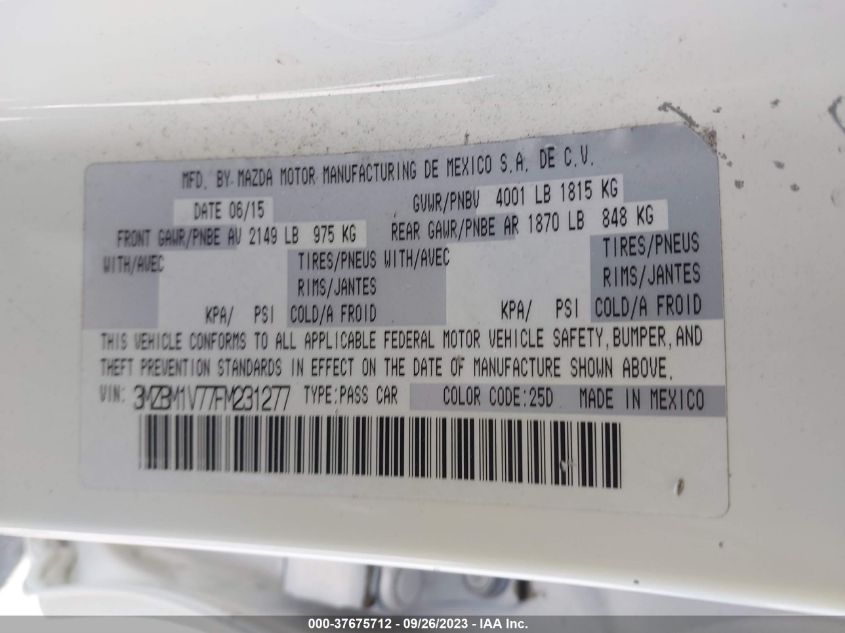 MFD. BY MAZDA MOTOR MANUFACTURING DE MEXICO S.A. DE C.V.
DATE 06/15 GVWR/PNBV 4001 LB 1815 KG
FRONT GAWR/PNBE AV 2149 LB 975 KG REAR GAWR/PNBE AR 1870 LB 848 KG
WITH/AVEC TIRES/PNEUS WITH/AVEC TIRES/PNEUS
RIMS/JANTES RIMS/JANTES
KPA/ PSI COLD/A FROID KPA/ PSI COLD/A FROID
THIS VEHICLE CONFORMS TO ALL APPLICABLE FEDERAL MOTOR VEHICLE SAFETY, BUMPER, AND
THEFT PREVENTION STANDARDS IN EFFECT ON THE DATE OF MANUFACTURE SHOWN ABOVE.
VIN: 3MZBM1V77FM231277 TYPE:PASS CAR COLOR CODE:25D MADE IN MEXICO
000-37675712 - 09/26/2023 - IAA Inc.